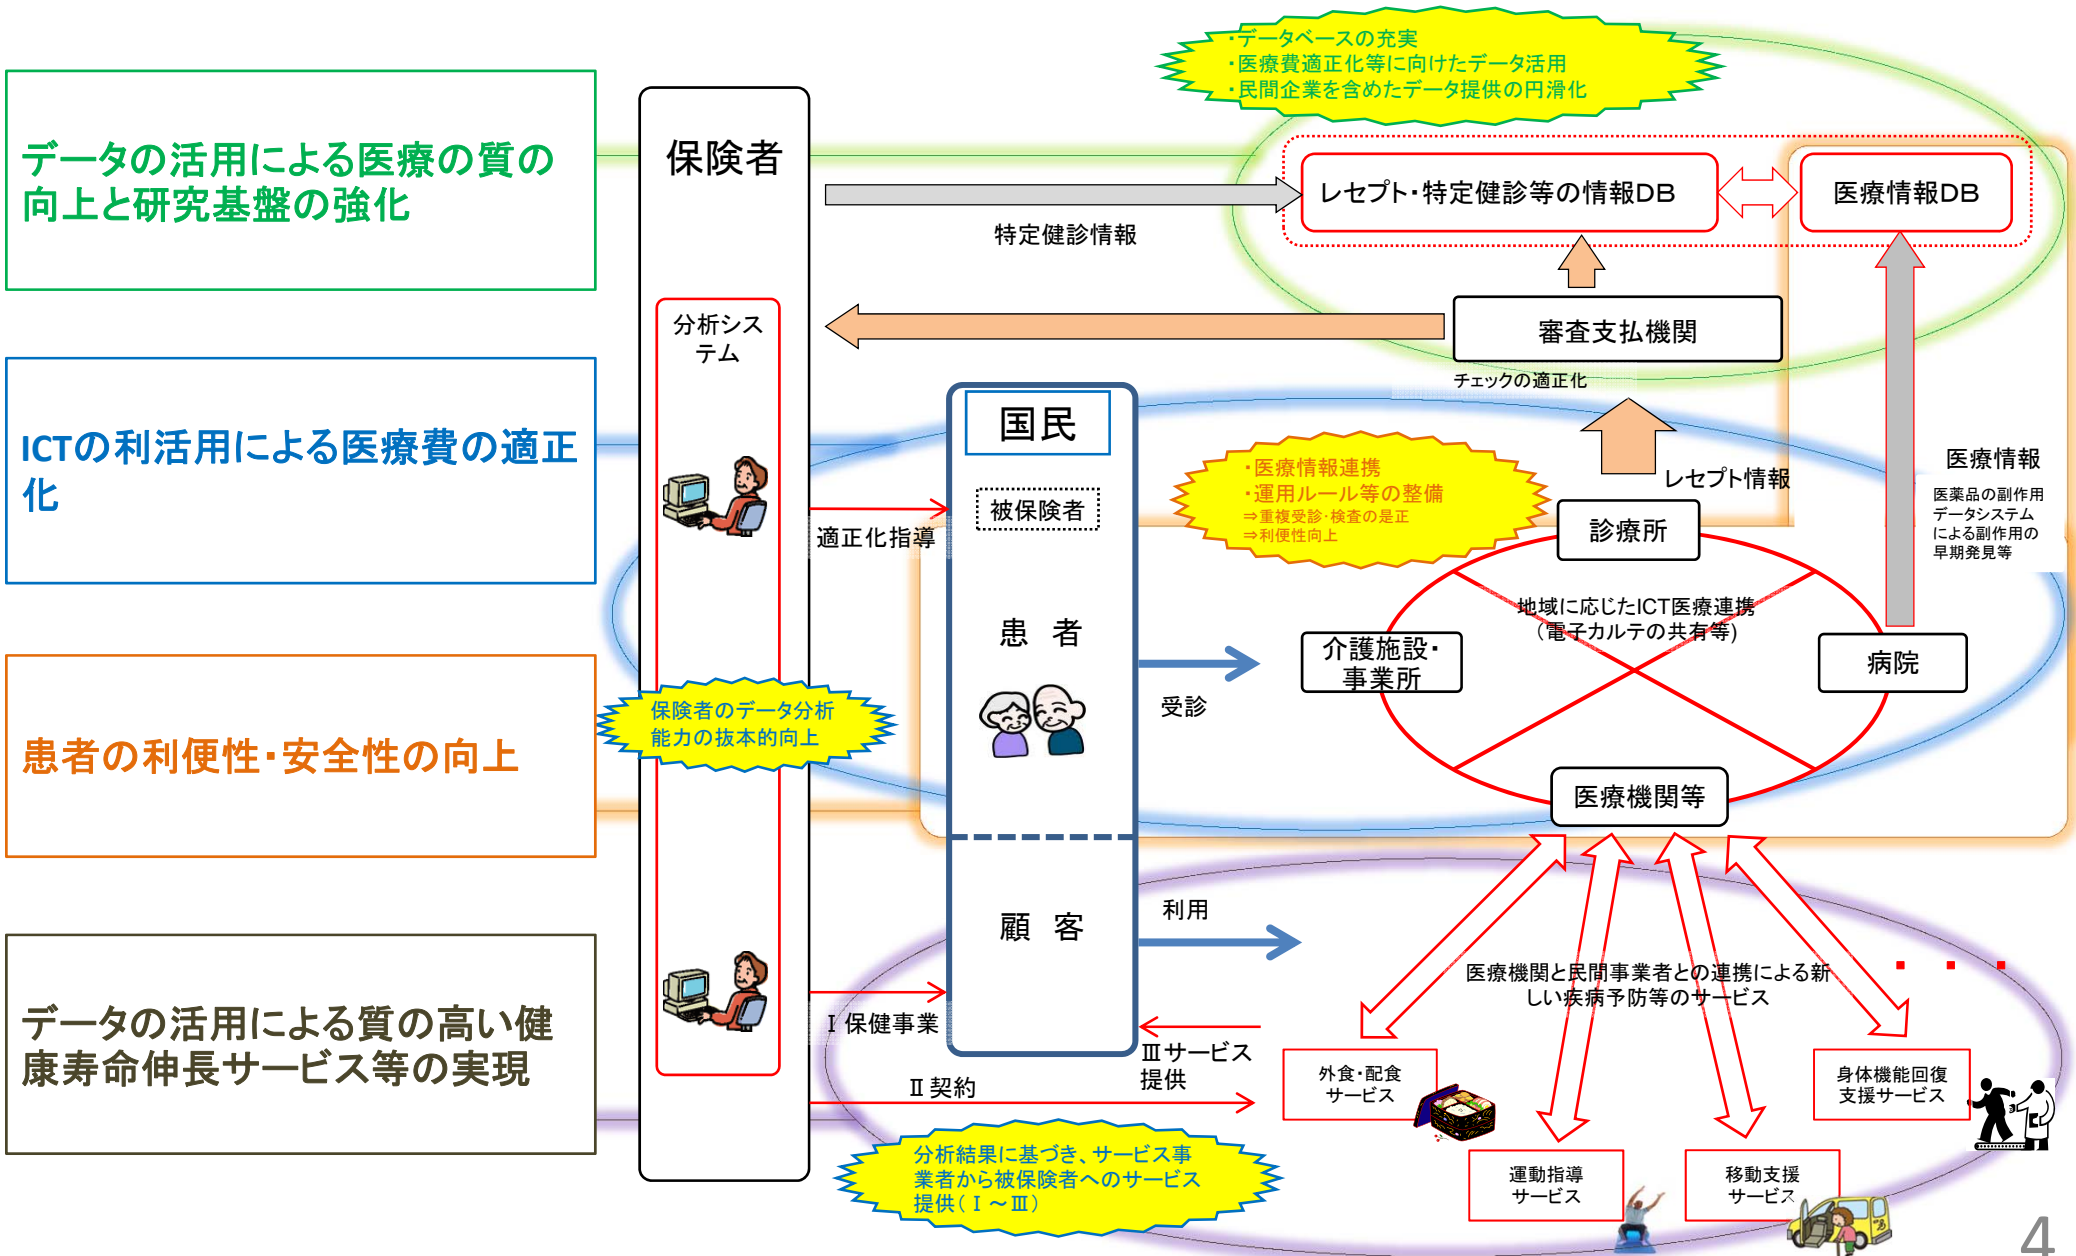 ・データベースの充実
・医療費適正化等に向けたデータ活用
・民間企業を含めたデータ提供の円滑化
データの活用による医療の質の
向上と研究基盤の強化
保険者
レセプト・特定健診等の情報DB
医療情報DB
特定健診情報
分析シス
テム
審査支払機関
チェックの適正化
ICTの利活用による医療費の適正
化
国民
被保険者
適正化指導
・医療情報連携
・運用ルール等の整備
⇒重複受診・検査の是正
⇒利便性向上
レセプト情報
医療情報
医薬品の副作用
データシステム
による副作用の
早期発見等
診療所
地域に応じたICT医療連携
（電子カルテの共有等)
介護施設・
事業所
病院
医療機関等
患 者
受診
患者の利便性・安全性の向上
保険者のデータ分析
能力の抜本的向上
顧 客
利用
医療機関と民間事業者との連携による新
しい疾病予防等のサービス
・・・
データの活用による質の高い健
康寿命伸長サービス等の実現
Ⅰ保健事業
Ⅱ契約
Ⅲサービス
提供
外食・配食
サービス
身体機能回復
支援サービス
運動指導
サービス
移動支援
サービス
分析結果に基づき、サービス事
業者から被保険者へのサービス
提供（Ⅰ～Ⅲ）
4